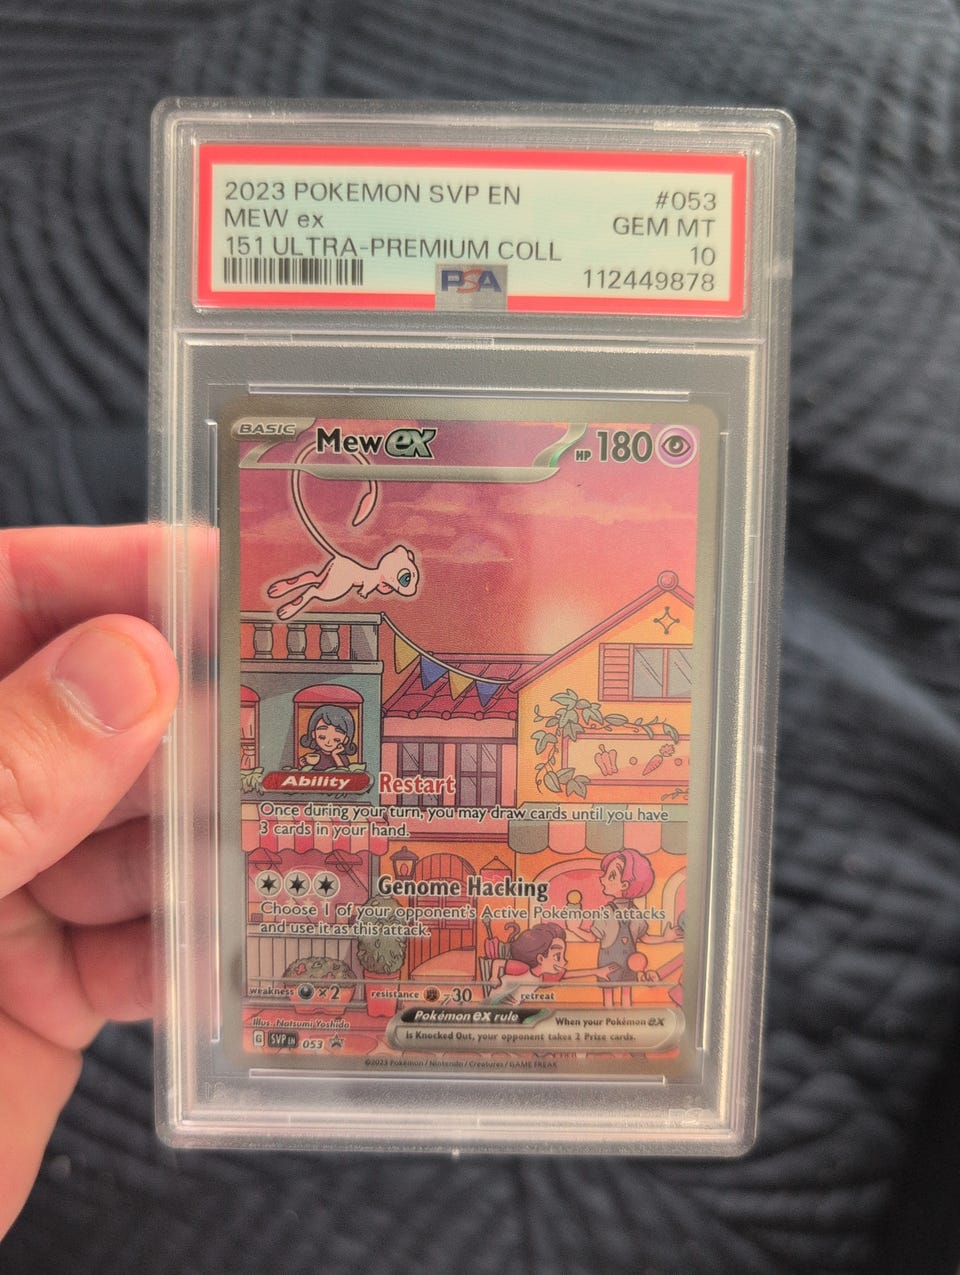 2023 POKEMON SVP EN #053
MEW ex GEM MT
151 ULTRA-PREMIUM COLL 10
PSA 112449878
BASIC Mew ex HP 180
Ability Restart
Once during your turn, you may draw cards until you have
3 cards in your hand.
Genome Hacking
Choose 1 of your opponent's Active Pokémon's attacks
and use it as this attack.
weakness ×2 resistance -30 retreat
Pokémon ex rule When your Pokémon ex
is Knocked Out, your opponent takes 2 Prize cards.
Illus. Natsumi Yoshida
G SVP EN 053
©2023 Pokémon / Nintendo / Creatures / GAME FREAK